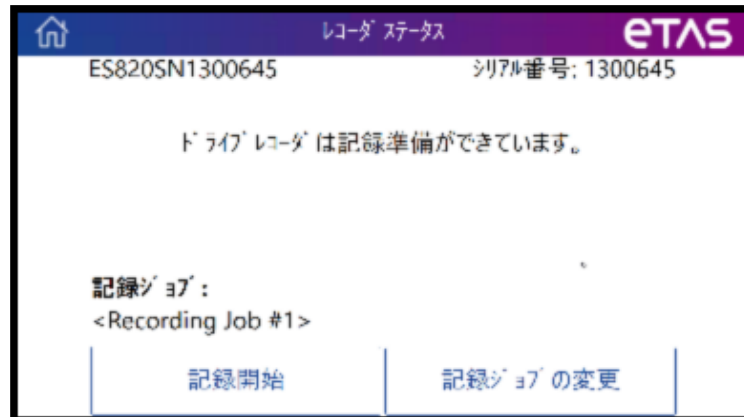 ﾚｺｰﾀﾞ ｽﾃｰﾀｽ eTAS
ES820SN1300645 ｼﾘｱﾙ番号: 1300645
ﾄﾞﾗｲﾌﾞﾚｺｰﾀﾞは記録準備ができています。
記録ｼﾞｮﾌﾞ:
<Recording Job #1>
記録開始 記録ｼﾞｮﾌﾞの変更